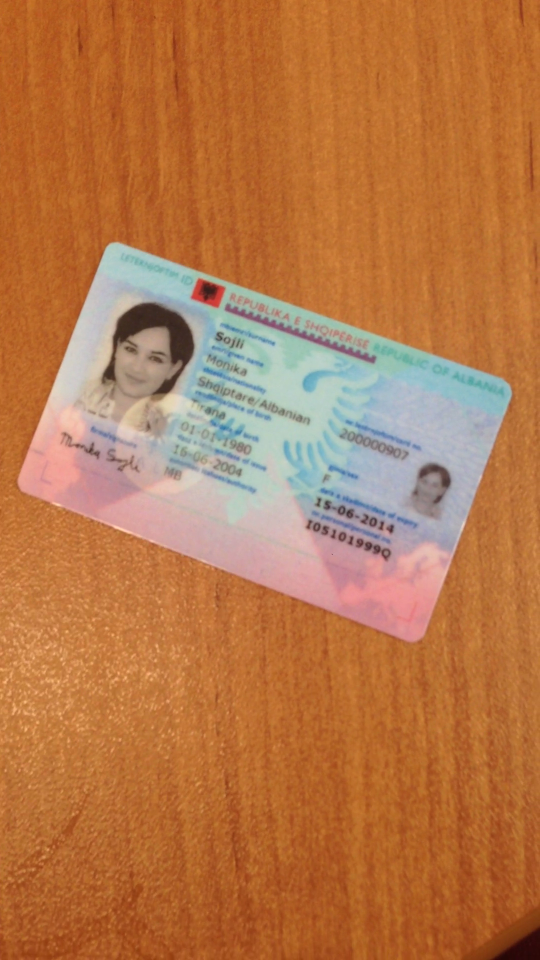 LETËRNJOFTIM ID
REPUBLIKA E SHQIPËRISË REPUBLIC OF ALBANIA
Sojli
Monika
Shqiptare/Albanian
Tirana
01-01-1980
16-06-2004
MB
200000907
F
15-06-2014
I05101999Q
Monika Sojli